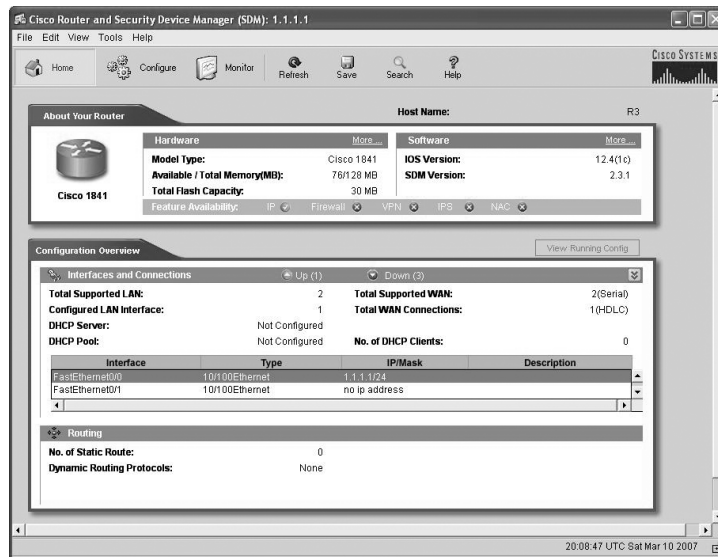 Cisco Router and Security Device Manager (SDM): 1.1.1.1
File Edit View Tools Help
Home Configure Monitor Refresh Save Search Help
CISCO SYSTEMS
About Your Router Host Name: R3
Hardware More ... Software More ...
Model Type: Cisco 1841 IOS Version: 12.4(1c)
Available / Total Memory(MB): 76/128 MB SDM Version: 2.3.1
Total Flash Capacity: 30 MB
Cisco 1841
Feature Availability: IP Firewall VPN IPS NAC
Configuration Overview View Running Config
Interfaces and Connections Up (1) Down (3)
Total Supported LAN: 2 Total Supported WAN: 2(Serial)
Configured LAN Interface: 1 Total WAN Connections: 1(HDLC)
DHCP Server: Not Configured
DHCP Pool: Not Configured No. of DHCP Clients: 0
Interface Type IP/Mask Description
FastEthernet0/0 10/100Ethernet 1.1.1.1/24
FastEthernet0/1 10/100Ethernet no ip address
Routing
No. of Static Route: 0
Dynamic Routing Protocols: None
20:08:47 UTC Sat Mar 10 2007